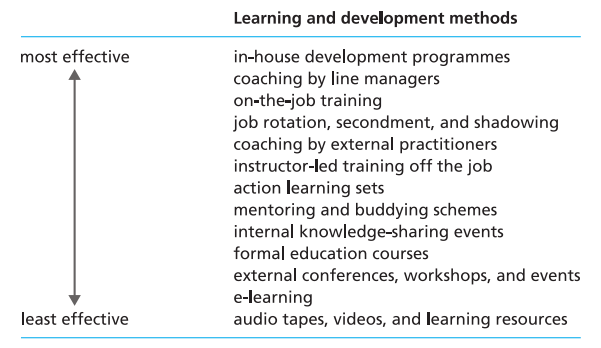 Learning and development methods
most effective in-house development programmes
coaching by line managers
on-the-job training
job rotation, secondment, and shadowing
coaching by external practitioners
instructor-led training off the job
action learning sets
mentoring and buddying schemes
internal knowledge-sharing events
formal education courses
external conferences, workshops, and events
e-learning
least effective audio tapes, videos, and learning resources